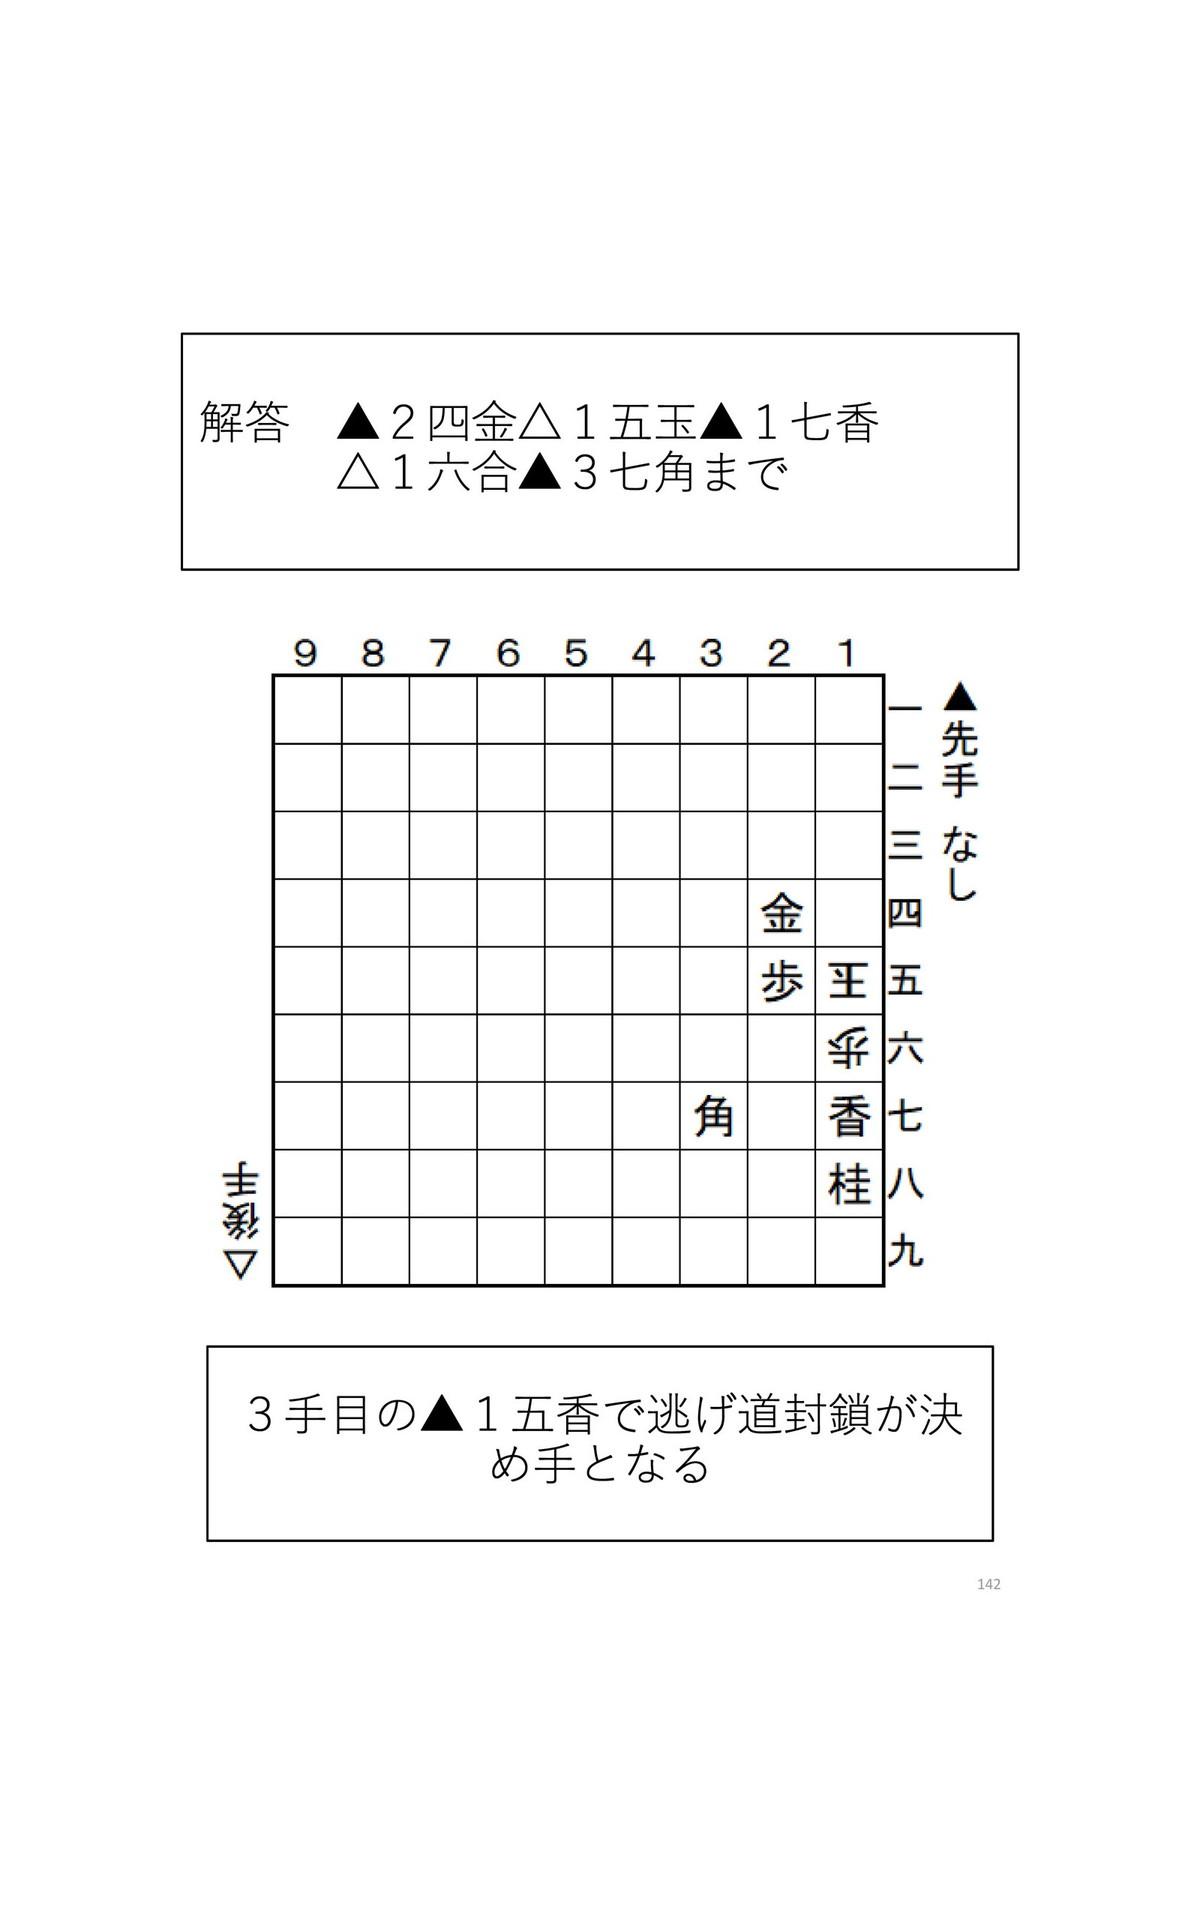 解答　▲２四金△１五玉▲１七香
△１六合▲３七角まで
９ ８ ７ ６ ５ ４ ３ ２ １
一
二
三
金 四
歩 王 五
歩 六
角 香 七
桂 八
九
▲先手 なし
△後手
３手目の▲１五香で逃げ道封鎖が決
め手となる
142